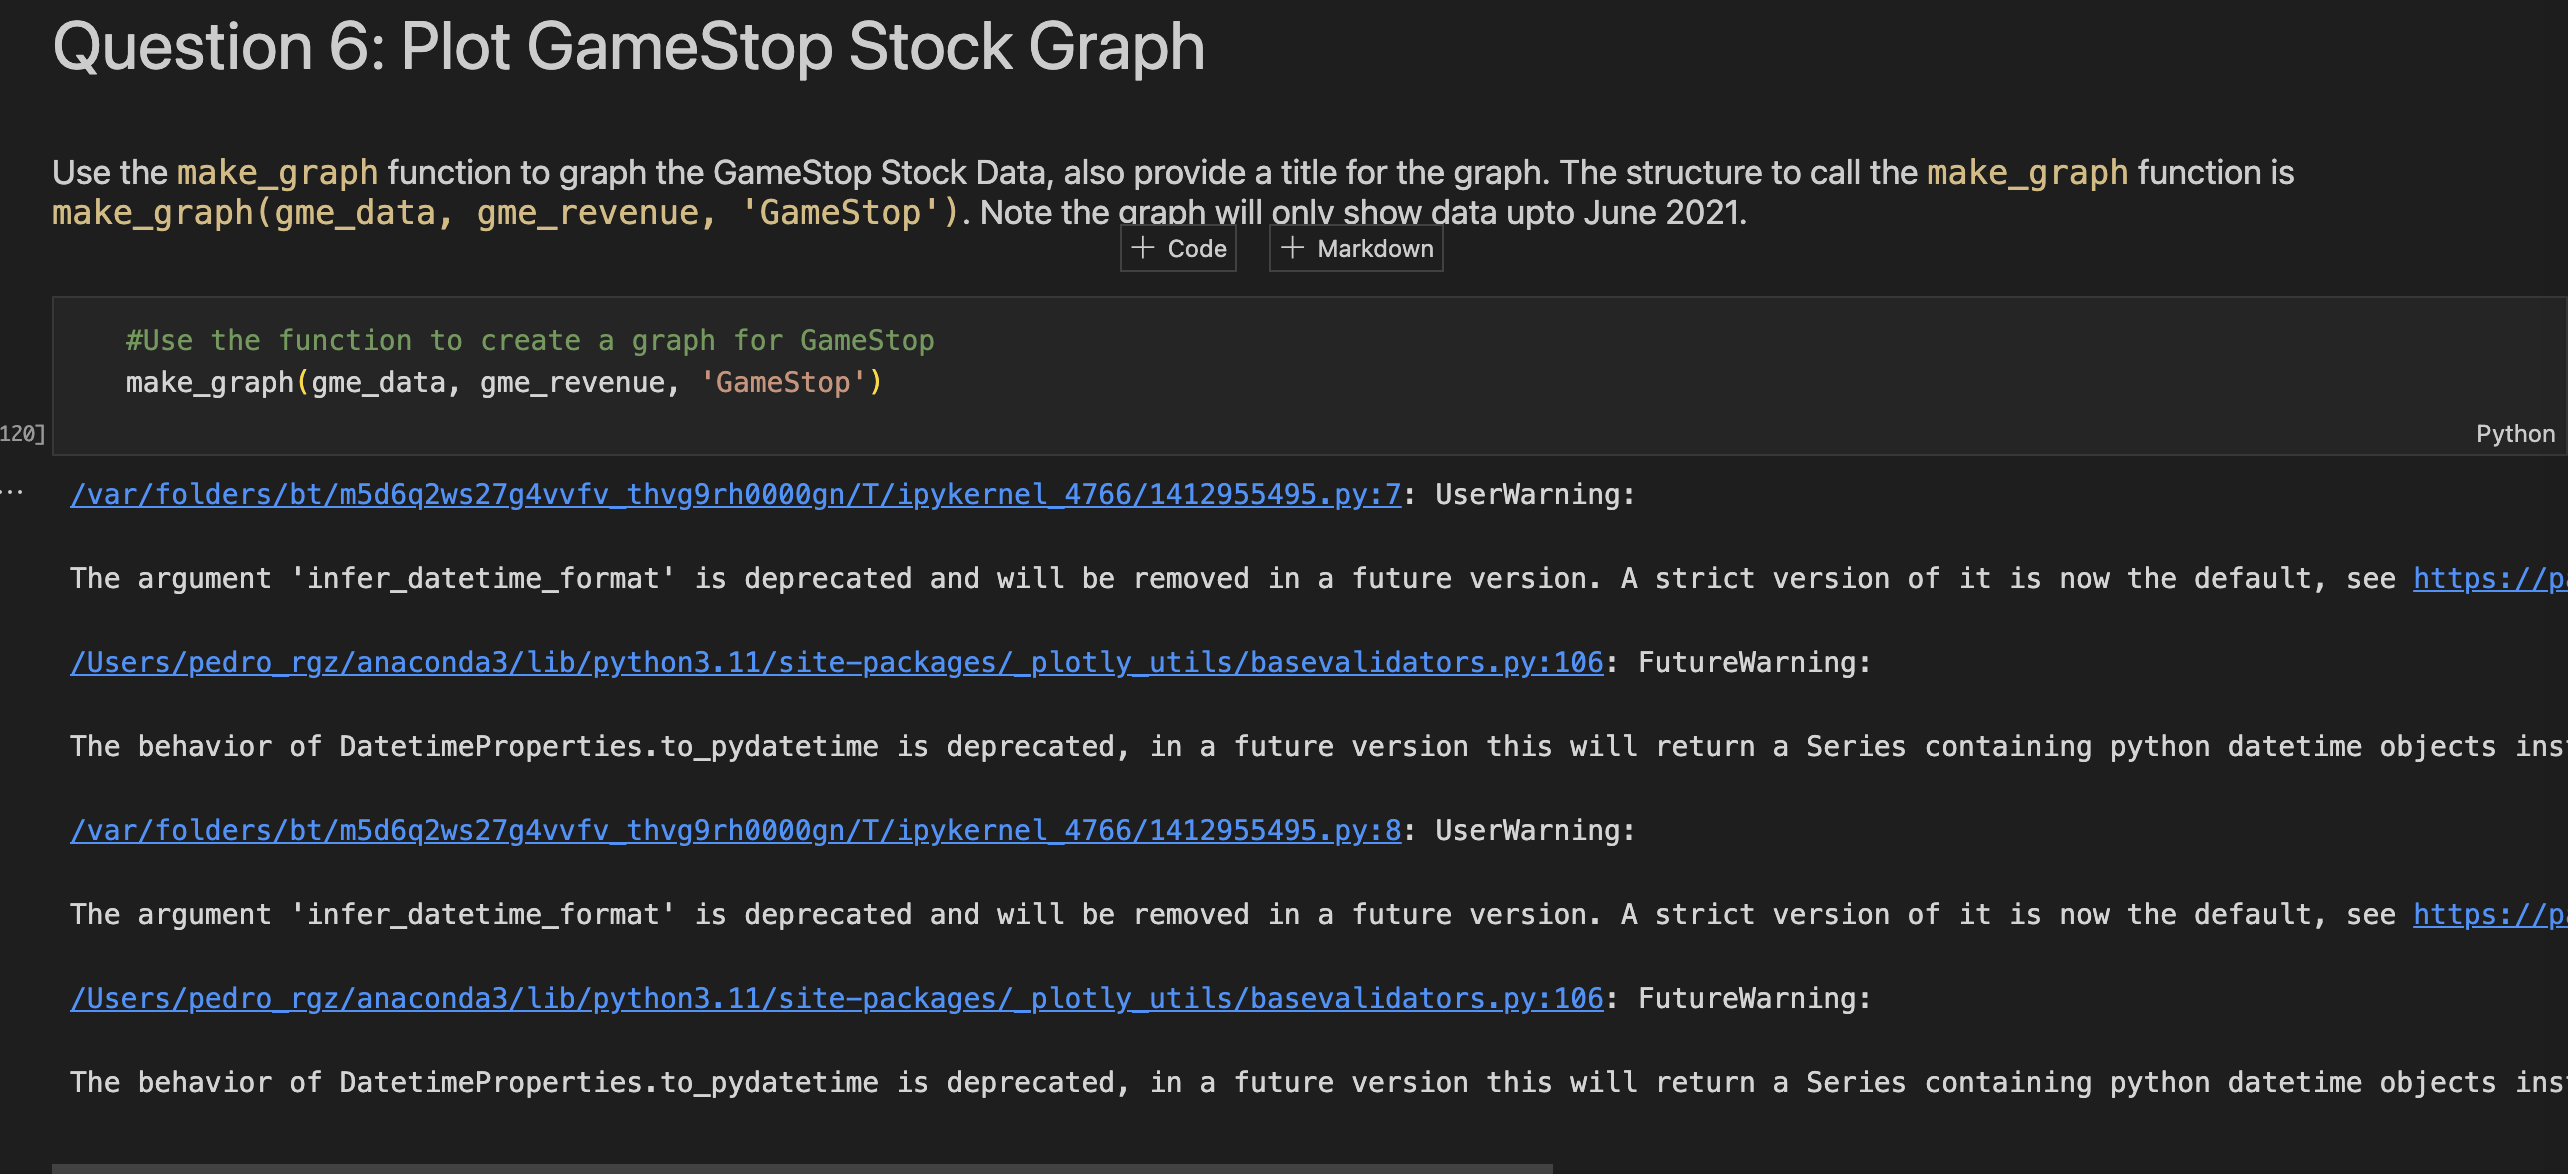 Question 6: Plot GameStop Stock Graph
Use the make_graph function to graph the GameStop Stock Data, also provide a title for the graph. The structure to call the make_graph function is
make_graph(gme_data, gme_revenue, 'GameStop'). Note the graph will only show data upto June 2021.
+ Code + Markdown
#Use the function to create a graph for GameStop
make_graph(gme_data, gme_revenue, 'GameStop')
120]
Python
...
/var/folders/bt/m5d6q2ws27g4vvfv_thvg9rh0000gn/T/ipykernel_4766/1412955495.py:7: UserWarning:
The argument 'infer_datetime_format' is deprecated and will be removed in a future version. A strict version of it is now the default, see https://pa
/Users/pedro_rgz/anaconda3/lib/python3.11/site-packages/_plotly_utils/basevalidators.py:106: FutureWarning:
The behavior of DatetimeProperties.to_pydatetime is deprecated, in a future version this will return a Series containing python datetime objects inst
/var/folders/bt/m5d6q2ws27g4vvfv_thvg9rh0000gn/T/ipykernel_4766/1412955495.py:8: UserWarning:
The argument 'infer_datetime_format' is deprecated and will be removed in a future version. A strict version of it is now the default, see https://pa
/Users/pedro_rgz/anaconda3/lib/python3.11/site-packages/_plotly_utils/basevalidators.py:106: FutureWarning:
The behavior of DatetimeProperties.to_pydatetime is deprecated, in a future version this will return a Series containing python datetime objects inst